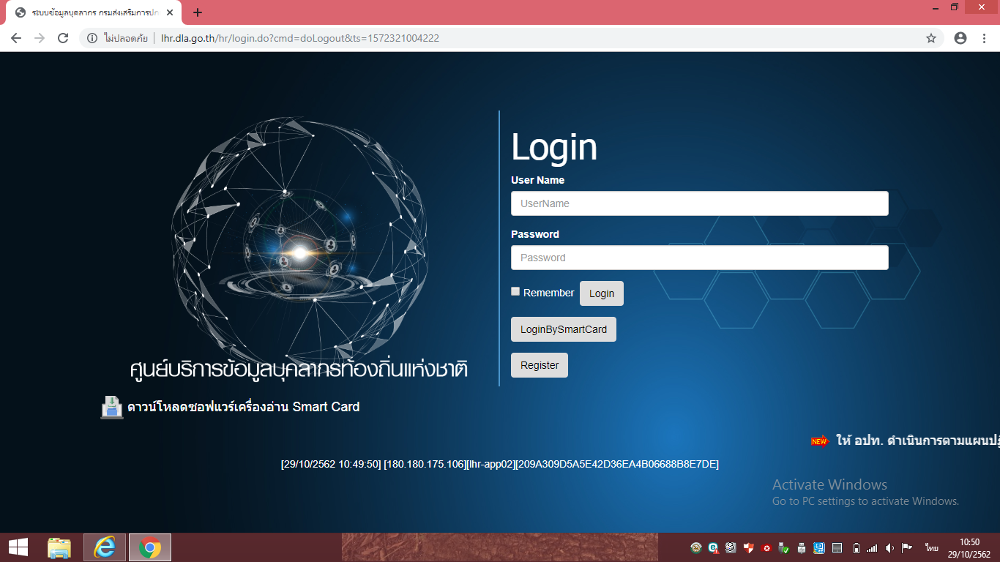 ระบบข้อมูลบุคลากร กรมส่งเสริมการปก
ไม่ปลอดภัย lhr.dla.go.th/hr/login.do?cmd=doLogout&ts=1572321004222
Login
User Name
UserName
Password
Password
Remember Login
LoginBySmartCard
Register
ศูนย์บริการข้อมูลบุคลากรท้องถิ่นแห่งชาติ
ดาวน์โหลดซอฟแวร์เครื่องอ่าน Smart Card
NEW ให้ อปท. ดำเนินการตามแผนปฏิ
[29/10/2562 10:49:50] [180.180.175.106][lhr-app02][209A309D5A5E42D36EA4B06688B8E7DE]
Activate Windows
Go to PC settings to activate Windows.
ไทย
10:50
29/10/2562